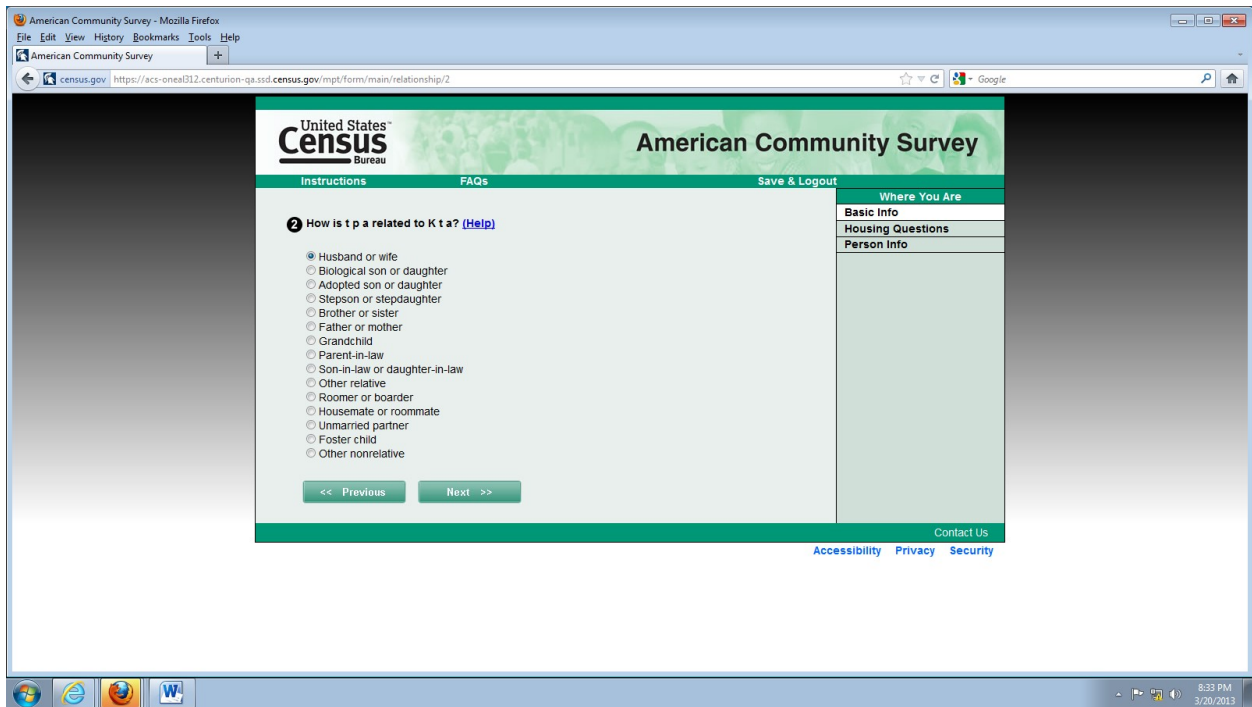 American Community Survey - Mozilla Firefox
File Edit View History Bookmarks Tools Help
American Community Survey +
census.gov https://acs-oneal312.centurion-qa.ssd.census.gov/mpt/form/main/relationship/2 Google
United States™
Census
Bureau
American Community Survey
Instructions FAQs Save & Logout
Where You Are
Basic Info
Housing Questions
Person Info
2 How is t p a related to K t a? (Help)
Husband or wife
Biological son or daughter
Adopted son or daughter
Stepson or stepdaughter
Brother or sister
Father or mother
Grandchild
Parent-in-law
Son-in-law or daughter-in-law
Other relative
Roomer or boarder
Housemate or roommate
Unmarried partner
Foster child
Other nonrelative
<< Previous Next >>
Contact Us
Accessibility Privacy Security
8:33 PM
3/20/2013